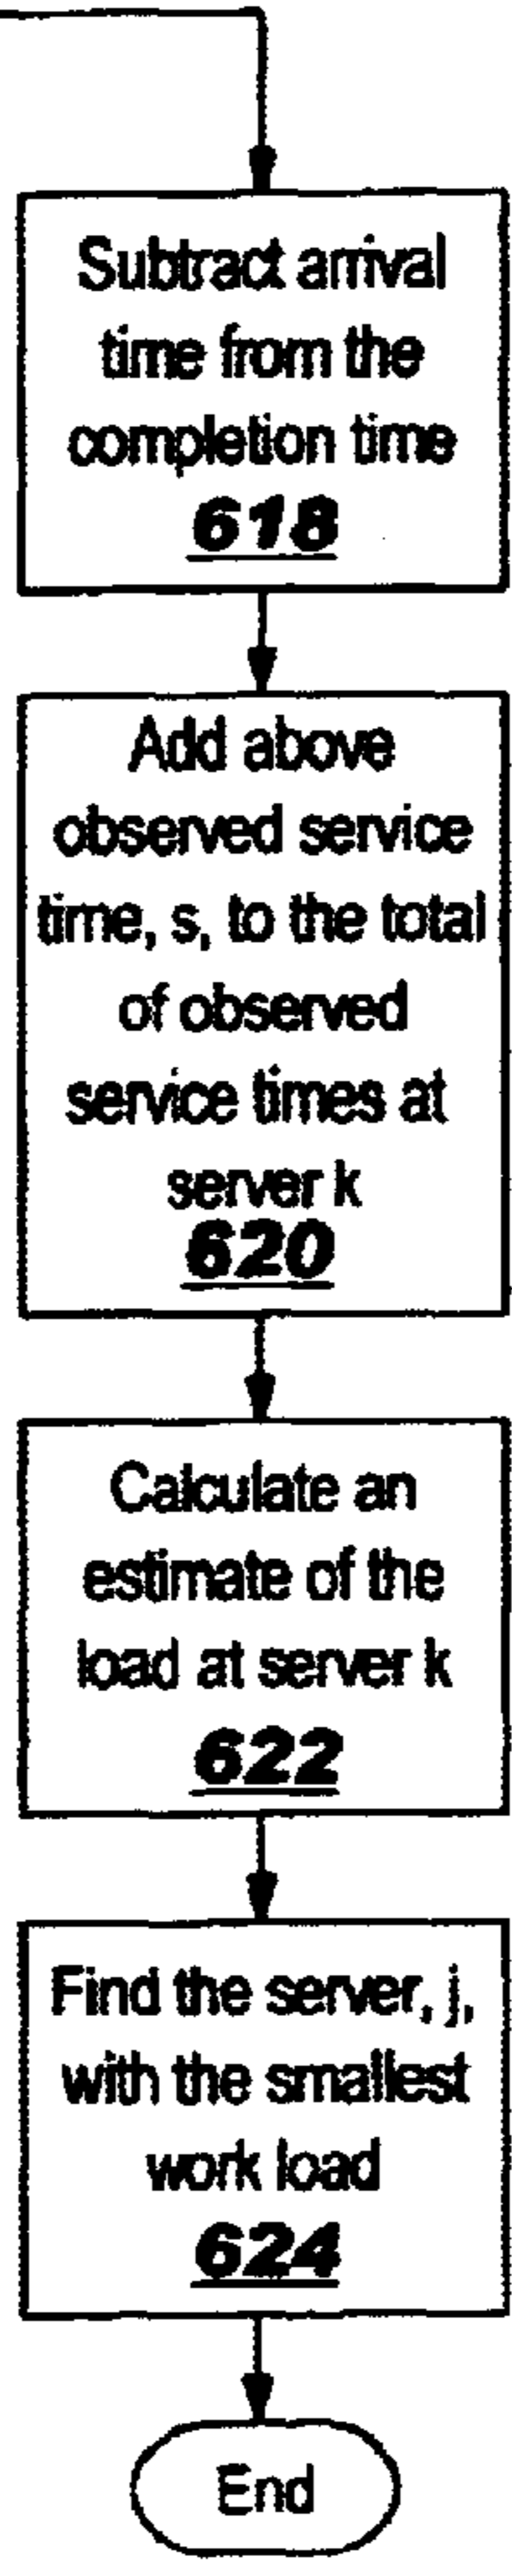 Subtract arrival
time from the
completion time
618
Add above
observed service
time, s, to the total
of observed
service times at
server k
620
Calculate an
estimate of the
load at server k
622
Find the server, j,
with the smallest
work load
624
End